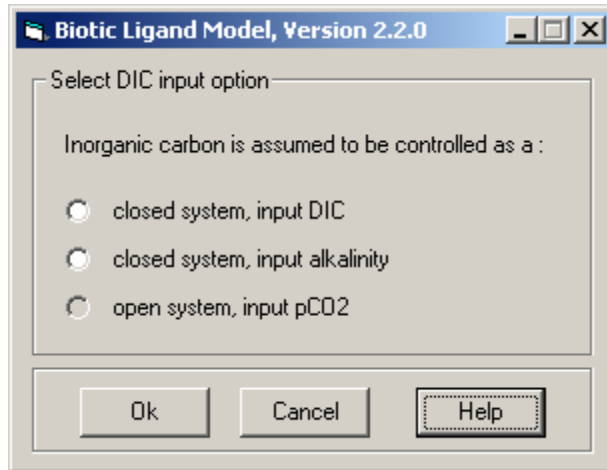 Biotic Ligand Model, Version 2.2.0
Select DIC input option
Inorganic carbon is assumed to be controlled as a :
closed system, input DIC
closed system, input alkalinity
open system, input pCO2
Ok Cancel Help